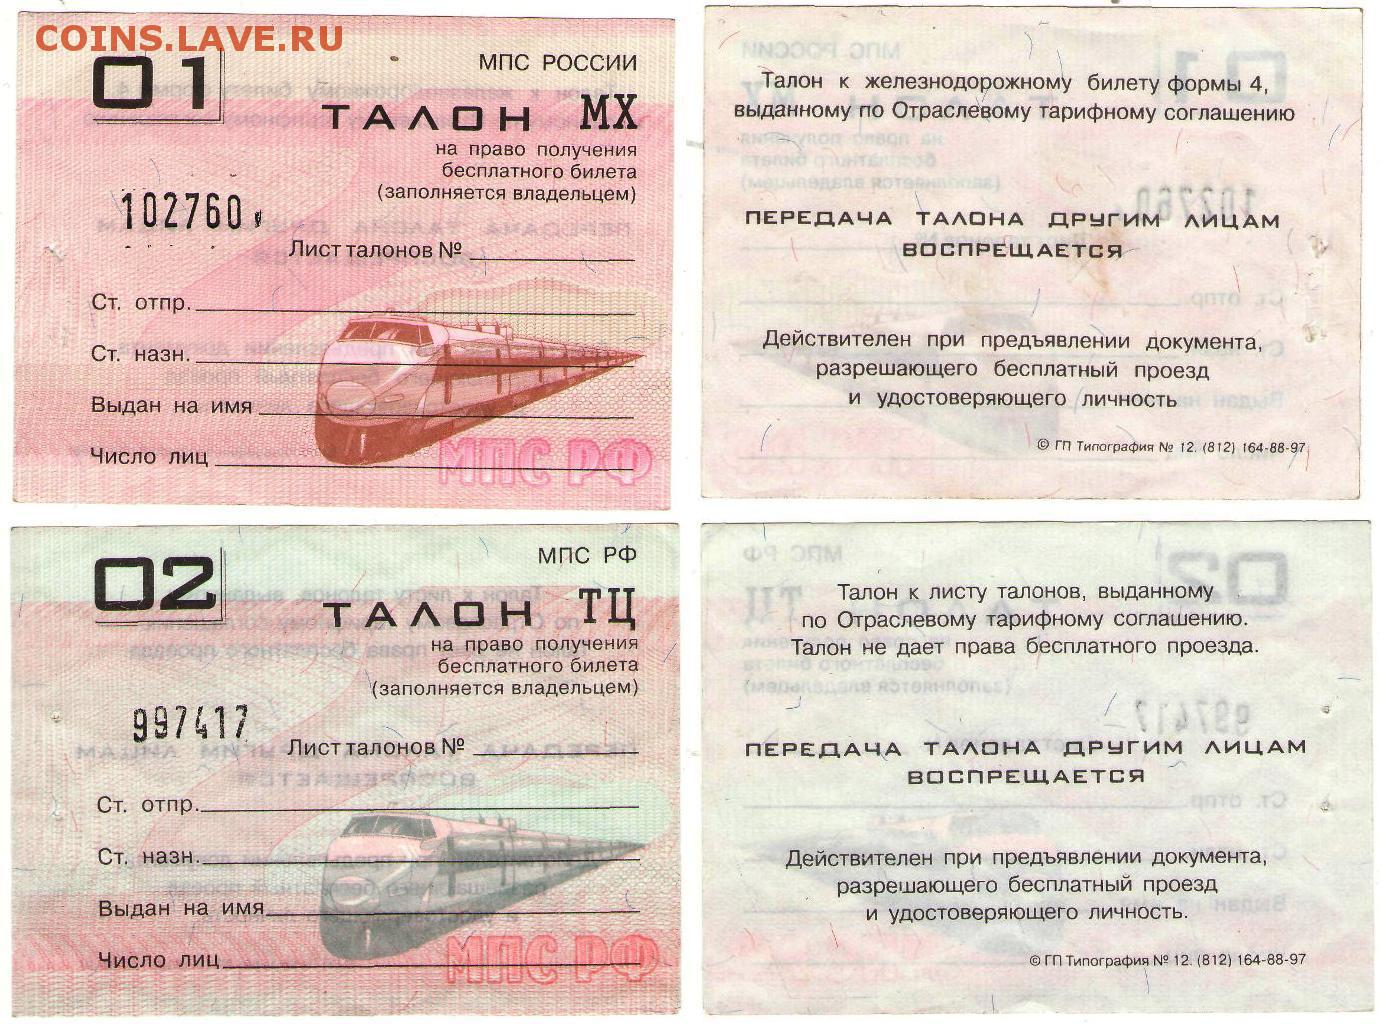 COINS.LAVE.RU
01
МПС РОССИИ
ТАЛОН МХ
на право получения
бесплатного билета
(заполняется владельцем)
102760
Лист талонов №
Ст. отпр.
Ст. назн.
Выдан на имя
Число лиц
МПС РФ
Талон к железнодорожному билету формы 4,
выданному по Отраслевому тарифному соглашению
ПЕРЕДАЧА ТАЛОНА ДРУГИМ ЛИЦАМ
ВОСПРЕЩАЕТСЯ
Действителен при предъявлении документа,
разрешающего бесплатный проезд
и удостоверяющего личность
© ГП Типография № 12. (812) 164-88-97
02
МПС РФ
ТАЛОН ТЦ
на право получения
бесплатного билета
(заполняется владельцем)
997417
Лист талонов №
Ст. отпр.
Ст. назн.
Выдан на имя
Число лиц
МПС РФ
Талон к листу талонов, выданному
по Отраслевому тарифному соглашению.
Талон не дает права бесплатного проезда.
ПЕРЕДАЧА ТАЛОНА ДРУГИМ ЛИЦАМ
ВОСПРЕЩАЕТСЯ
Действителен при предъявлении документа,
разрешающего бесплатный проезд
и удостоверяющего личность.
© ГП Типография № 12. (812) 164-88-97